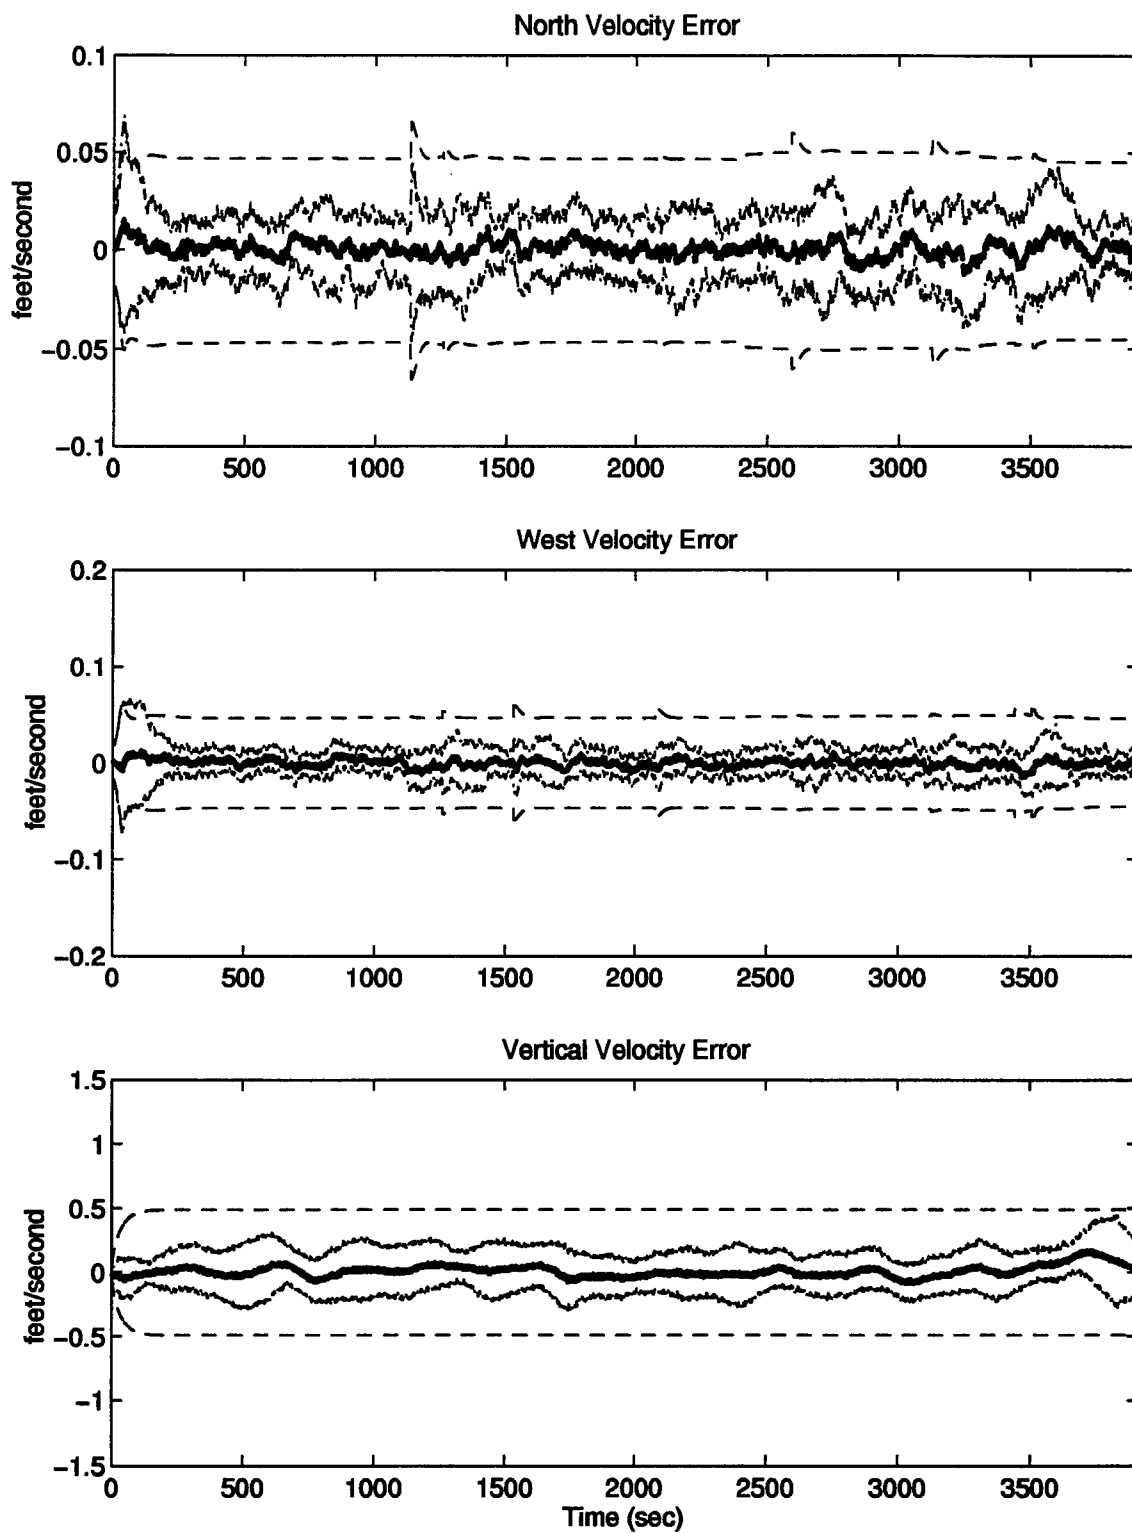 North Velocity Error
0.1
0.05
0
−0.05
−0.1
feet/second
0 500 1000 1500 2000 2500 3000 3500
West Velocity Error
0.2
0.1
0
−0.1
−0.2
feet/second
0 500 1000 1500 2000 2500 3000 3500
Vertical Velocity Error
1.5
1
0.5
0
−0.5
−1
−1.5
feet/second
0 500 1000 1500 2000 2500 3000 3500
Time (sec)